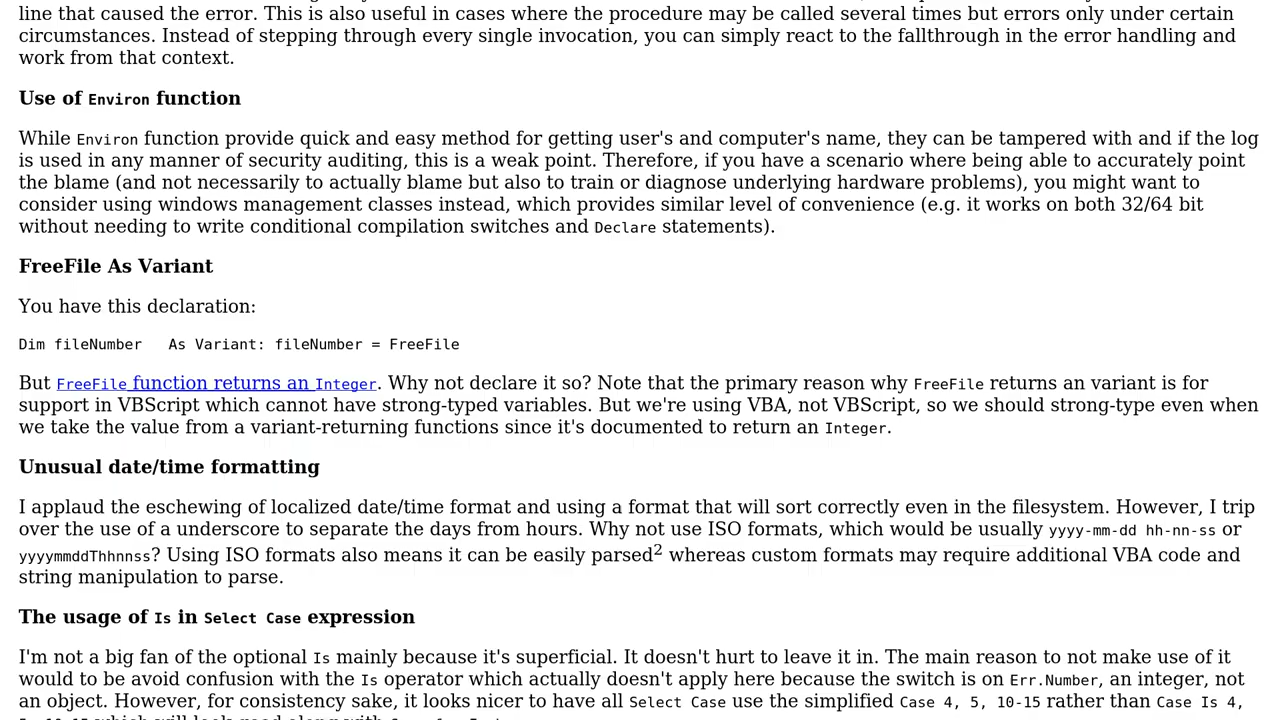 line that caused the error. This is also useful in cases where the procedure may be called several times but errors only under certain
circumstances. Instead of stepping through every single invocation, you can simply react to the fallthrough in the error handling and
work from that context.
Use of Environ function
While Environ function provide quick and easy method for getting user's and computer's name, they can be tampered with and if the log
is used in any manner of security auditing, this is a weak point. Therefore, if you have a scenario where being able to accurately point
the blame (and not necessarily to actually blame but also to train or diagnose underlying hardware problems), you might want to
consider using windows management classes instead, which provides similar level of convenience (e.g. it works on both 32/64 bit
without needing to write conditional compilation switches and Declare statements).
FreeFile As Variant
You have this declaration:
Dim fileNumber   As Variant: fileNumber = FreeFile
But FreeFile function returns an Integer. Why not declare it so? Note that the primary reason why FreeFile returns an variant is for
support in VBScript which cannot have strong-typed variables. But we're using VBA, not VBScript, so we should strong-type even when
we take the value from a variant-returning functions since it's documented to return an Integer.
Unusual date/time formatting
I applaud the eschewing of localized date/time format and using a format that will sort correctly even in the filesystem. However, I trip
over the use of a underscore to separate the days from hours. Why not use ISO formats, which would be usually yyyy-mm-dd hh-nn-ss or
yyyymmddThhnnss? Using ISO formats also means it can be easily parsed2 whereas custom formats may require additional VBA code and
string manipulation to parse.
The usage of Is in Select Case expression
I'm not a big fan of the optional Is mainly because it's superficial. It doesn't hurt to leave it in. The main reason to not make use of it
would to be avoid confusion with the Is operator which actually doesn't apply here because the switch is on Err.Number, an integer, not
an object. However, for consistency sake, it looks nicer to have all Select Case use the simplified Case 4, 5, 10-15 rather than Case Is 4,